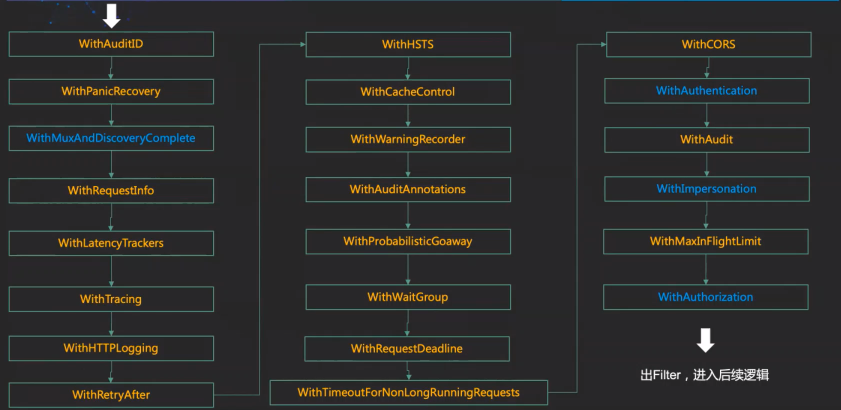 WithAuditID
WithPanicRecovery
WithMuxAndDiscoveryComplete
WithRequestInfo
WithLatencyTrackers
WithTracing
WithHTTPLogging
WithRetryAfter
WithHSTS
WithCacheControl
WithWarningRecorder
WithAuditAnnotations
WithProbabilisticGoaway
WithWaitGroup
WithRequestDeadline
WithTimeoutForNonLongRunningRequests
WithCORS
WithAuthentication
WithAudit
WithImpersonation
WithMaxInFlightLimit
WithAuthorization
出Filter，进入后续逻辑